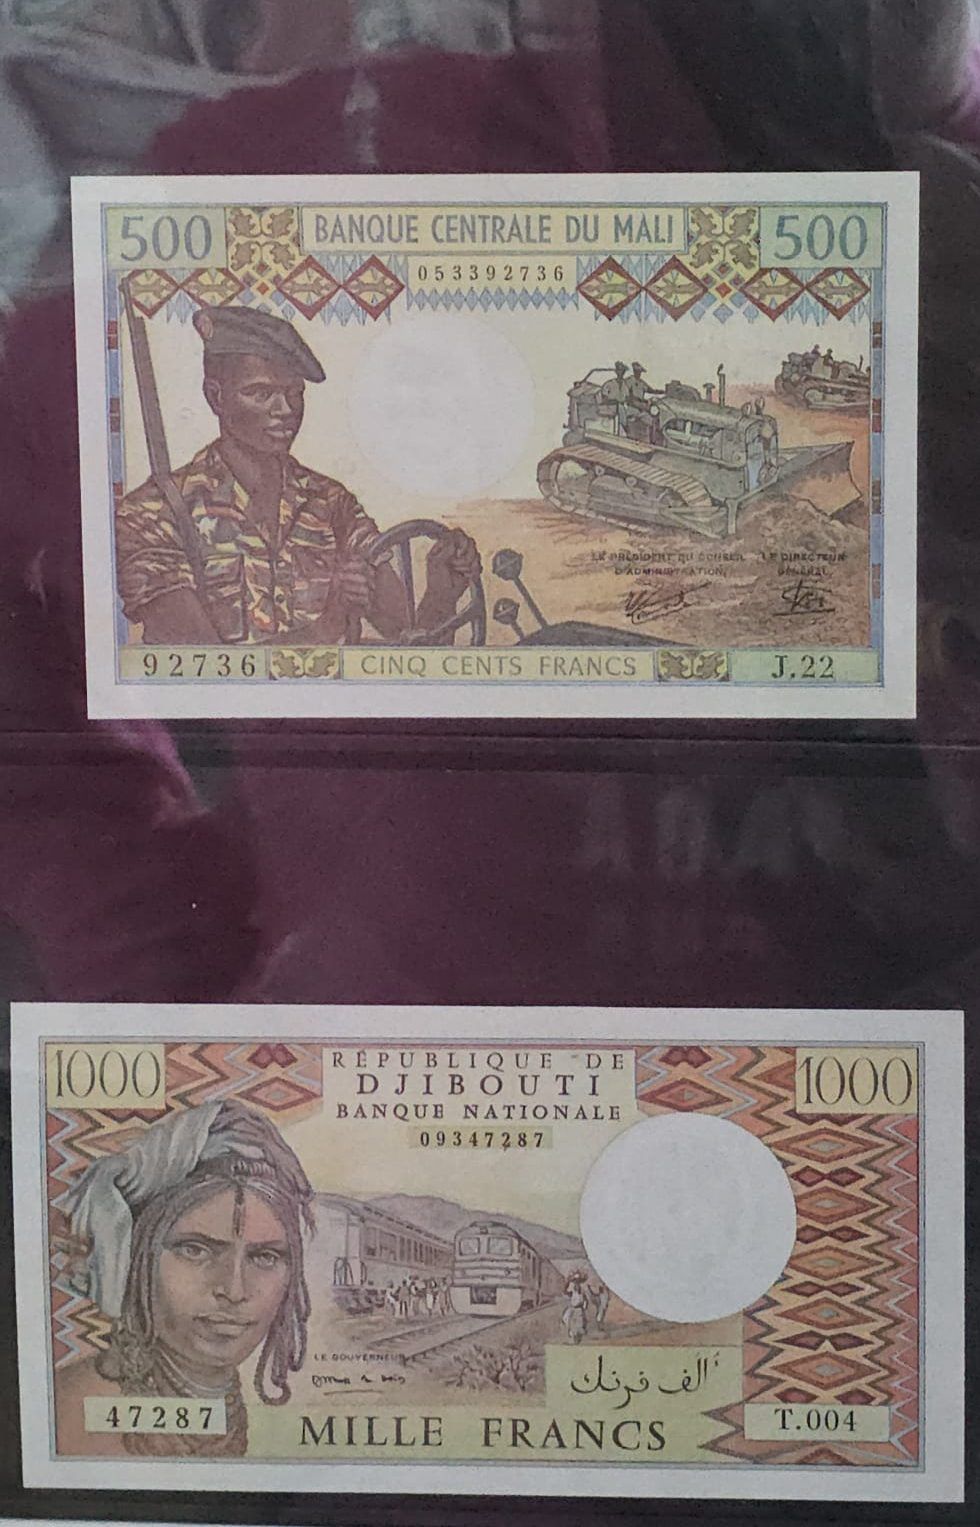 500 BANQUE CENTRALE DU MALI 500
053392736
LE PRÉSIDENT DU CONSEIL LE DIRECTEUR
D'ADMINISTRATION, GÉNÉRAL,
92736 CINQ CENTS FRANCS J.22
1000 RÉPUBLIQUE DE 1000
DJIBOUTI
BANQUE NATIONALE
09347287
LE GOUVERNEUR
ألف فرنك
47287 MILLE FRANCS T.004